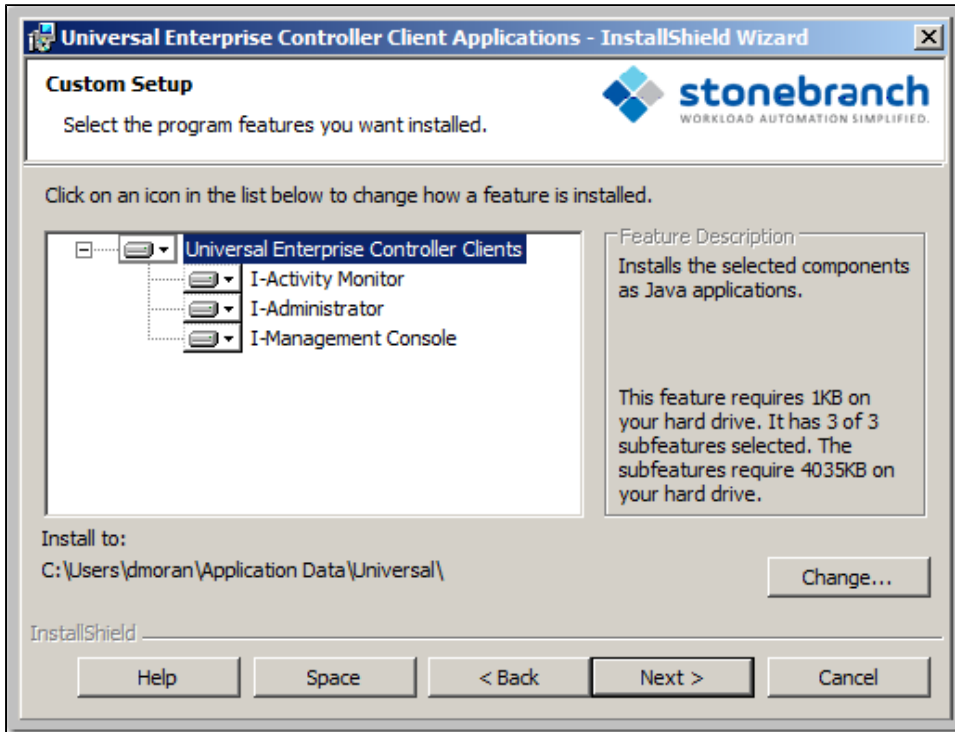 Universal Enterprise Controller Client Applications - InstallShield Wizard
Custom Setup
Select the program features you want installed.
stonebranch
WORKLOAD AUTOMATION SIMPLIFIED.
Click on an icon in the list below to change how a feature is installed.
Universal Enterprise Controller Clients
I-Activity Monitor
I-Administrator
I-Management Console
Feature Description
Installs the selected components
as Java applications.
This feature requires 1KB on
your hard drive. It has 3 of 3
subfeatures selected. The
subfeatures require 4035KB on
your hard drive.
Install to:
C:\Users\dmoran\Application Data\Universal\
Change...
InstallShield
Help
Space
< Back
Next >
Cancel